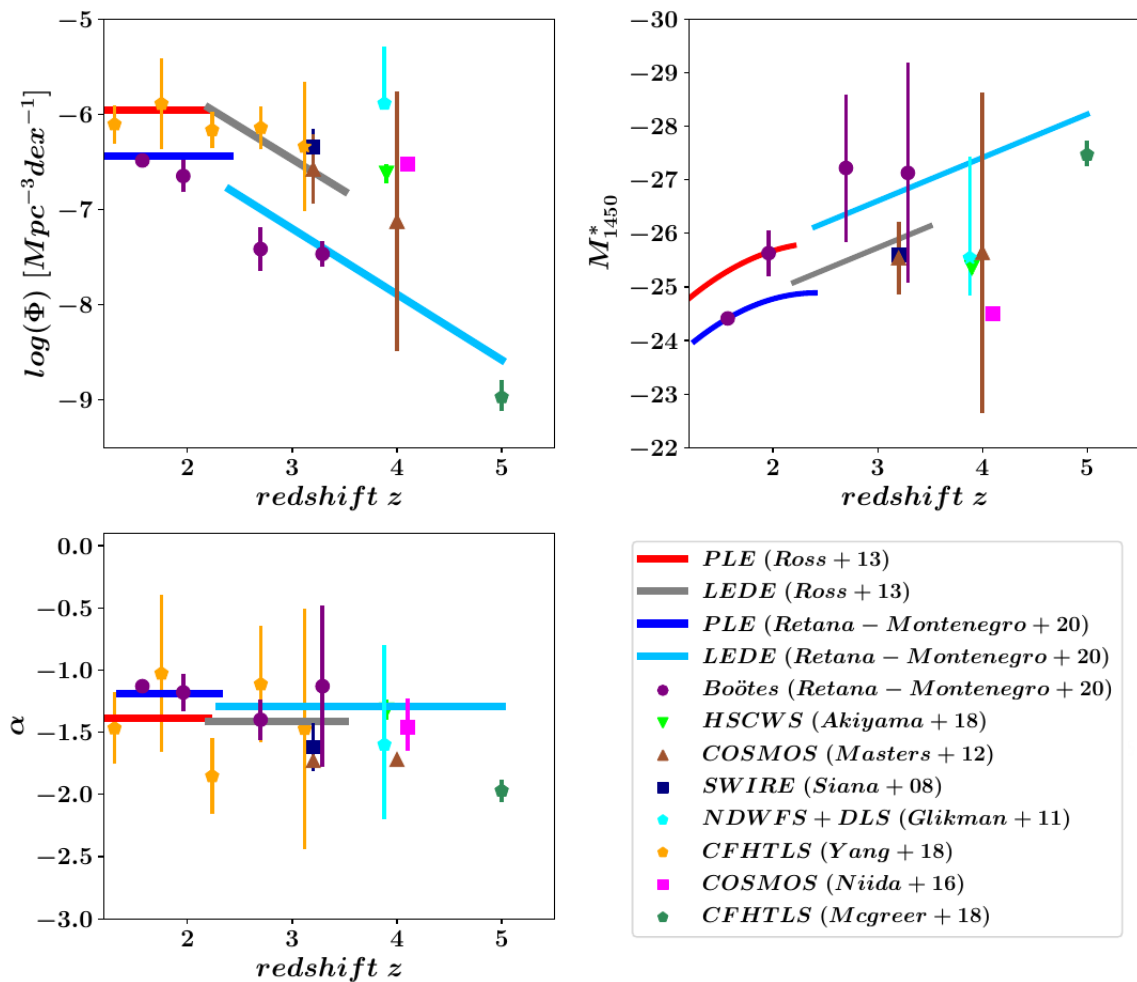 −5
−6
−7
−8
−9
log(Φ) [Mpc⁻³dex⁻¹]
2 3 4 5
redshift z
−30
−29
−28
−27
−26
−25
−24
−23
−22
M*1450
2 3 4 5
redshift z
0.0
−0.5
−1.0
−1.5
−2.0
−2.5
−3.0
α
2 3 4 5
redshift z
PLE (Ross + 13)
LEDE (Ross + 13)
PLE (Retana − Montenegro + 20)
LEDE (Retana − Montenegro + 20)
Boötes (Retana − Montenegro + 20)
HSCWS (Akiyama + 18)
COSMOS (Masters + 12)
SWIRE (Siana + 08)
NDWFS + DLS (Glikman + 11)
CFHTLS (Yang + 18)
COSMOS (Niida + 16)
CFHTLS (Mcgreer + 18)